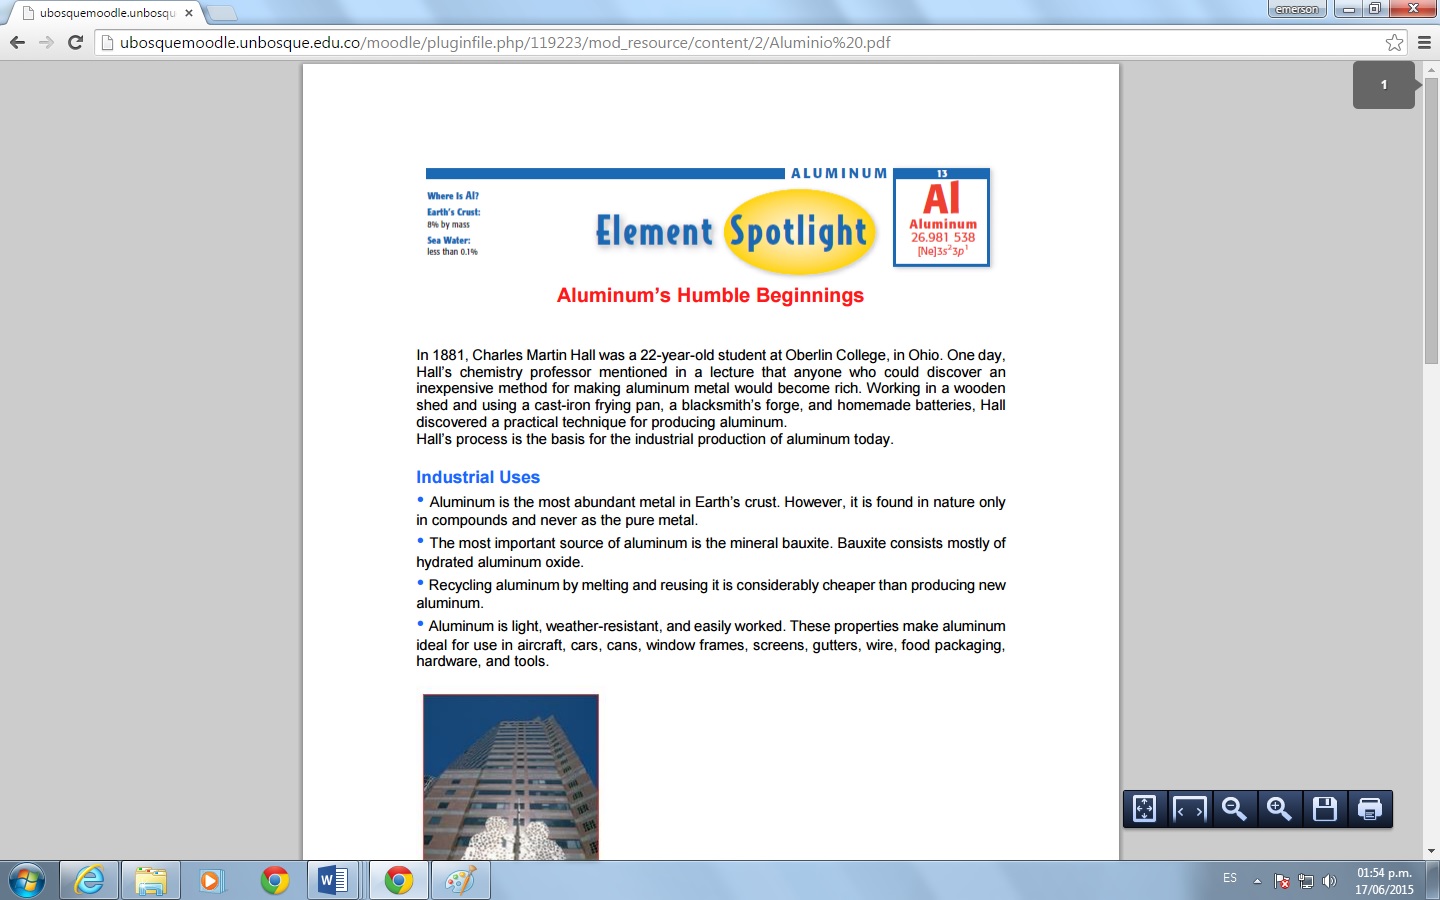 ubosquemoodle.unbosqu
emerson
ubosquemoodle.unbosque.edu.co/moodle/pluginfile.php/119223/mod_resource/content/2/Aluminio%20.pdf
1
ALUMINUM
13
Al
Aluminum
26.981 538
[Ne]3s²3p¹
Where Is Al?
Earth's Crust:
8% by mass
Sea Water:
less than 0.1%
Element Spotlight
Aluminum's Humble Beginnings
In 1881, Charles Martin Hall was a 22-year-old student at Oberlin College, in Ohio. One day,
Hall's chemistry professor mentioned in a lecture that anyone who could discover an
inexpensive method for making aluminum metal would become rich. Working in a wooden
shed and using a cast-iron frying pan, a blacksmith's forge, and homemade batteries, Hall
discovered a practical technique for producing aluminum.
Hall's process is the basis for the industrial production of aluminum today.
Industrial Uses
• Aluminum is the most abundant metal in Earth's crust. However, it is found in nature only
in compounds and never as the pure metal.
• The most important source of aluminum is the mineral bauxite. Bauxite consists mostly of
hydrated aluminum oxide.
• Recycling aluminum by melting and reusing it is considerably cheaper than producing new
aluminum.
• Aluminum is light, weather-resistant, and easily worked. These properties make aluminum
ideal for use in aircraft, cars, cans, window frames, screens, gutters, wire, food packaging,
hardware, and tools.
ES
01:54 p.m.
17/06/2015